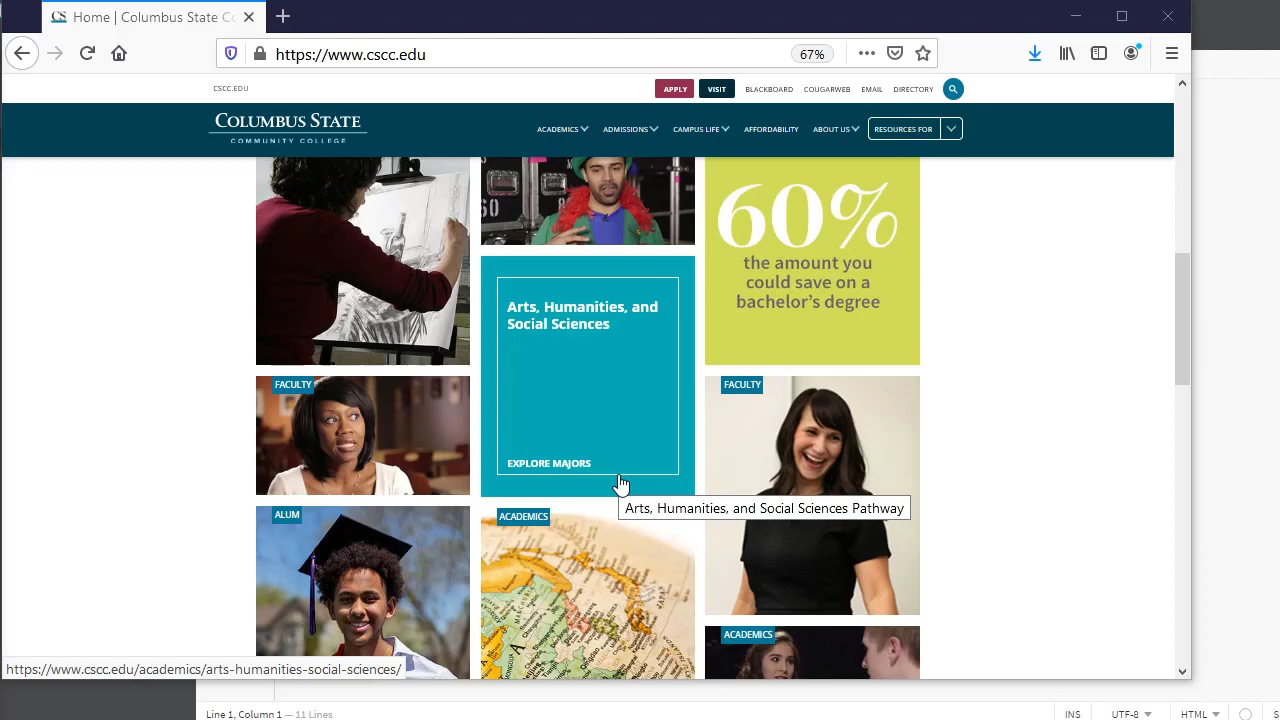 Home | Columbus State Co
https://www.cscc.edu
67%
CSCC.EDU
APPLY
VISIT
BLACKBOARD
COUGARWEB
EMAIL
DIRECTORY
COLUMBUS STATE
COMMUNITY COLLEGE
ACADEMICS
ADMISSIONS
CAMPUS LIFE
AFFORDABILITY
ABOUT US
RESOURCES FOR
60
60%
the amount you
could save on a
bachelor's degree
Arts, Humanities, and
Social Sciences
EXPLORE MAJORS
FACULTY
FACULTY
Arts, Humanities, and Social Sciences Pathway
ALUM
ACADEMICS
ACADEMICS
https://www.cscc.edu/academics/arts-humanities-social-sciences/
Line 1, Column 1 — 11 Lines
INS
UTF-8
HTML
S